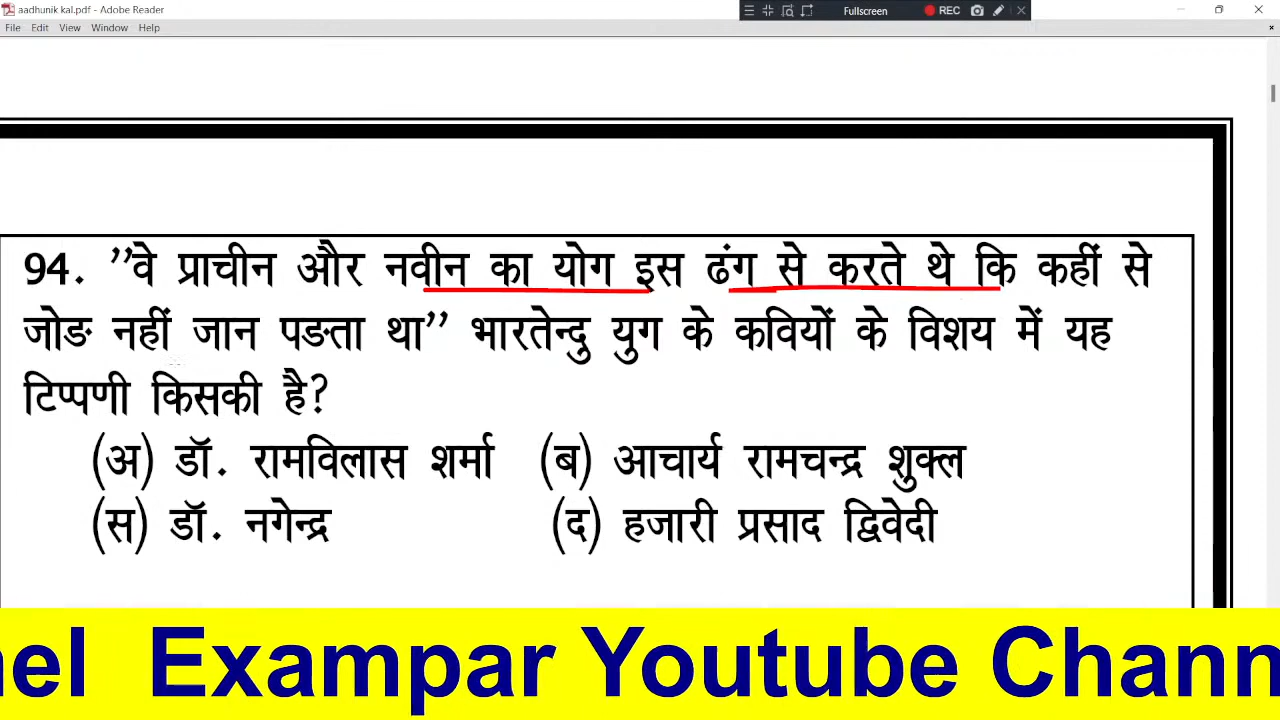 aadhunik kal.pdf - Adobe Reader
Fullscreen REC
File Edit View Window Help
94. ’’वे प्राचीन और नवीन का योग इस ढंग से करते थे कि कहीं से
जोङ नहीं जान पङता था’’ भारतेन्दु युग के कवियों के विशय में यह
टिप्पणी किसकी है?
(अ) डॉ. रामविलास शर्मा (ब) आचार्य रामचन्द्र शुक्ल
(स) डॉ. नगेन्द्र (द) हजारी प्रसाद द्विवेदी
nel Exampar Youtube Chann